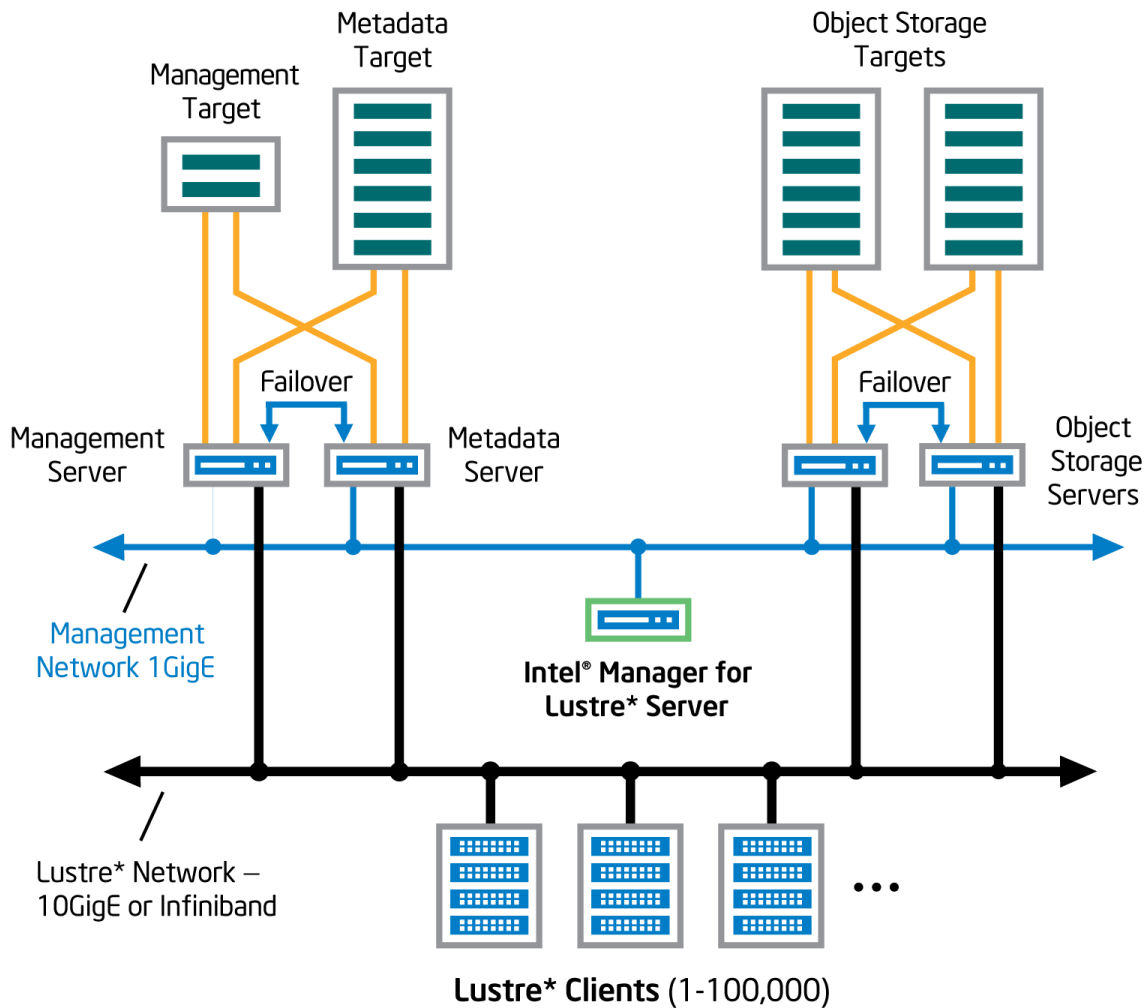 Metadata
Target
Object Storage
Targets
Management
Target
Failover
Failover
Management
Server
Metadada
Server
Object
Storage
Servers
Management
Network 1GigE
Intel® Manager for
Lustre* Server
Lustre* Network –
10GigE or Infiniband
Lustre* Clients (1-100,000)